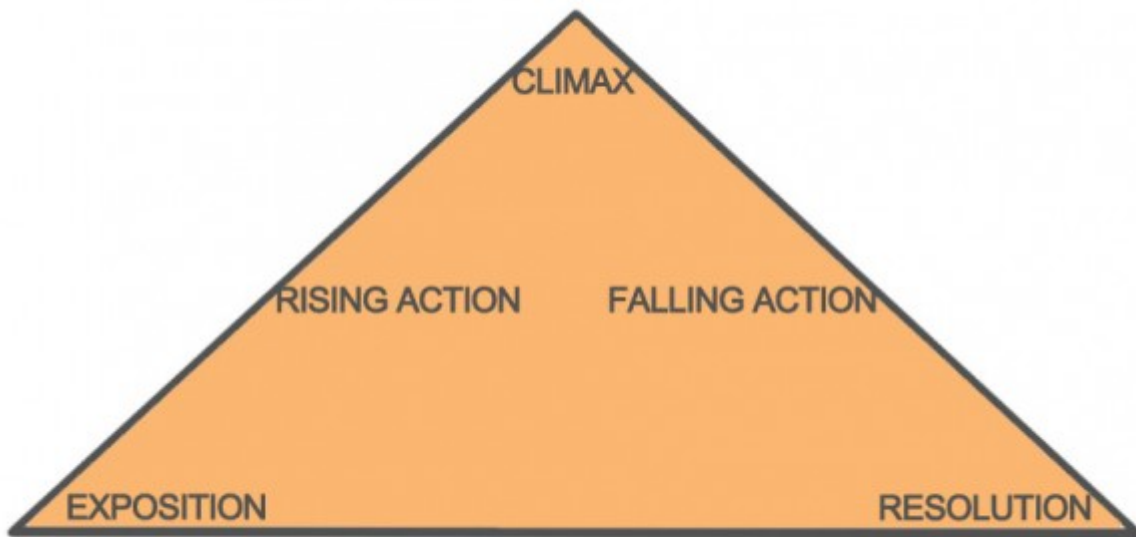 CLIMAX
RISING ACTION FALLING ACTION
EXPOSITION RESOLUTION